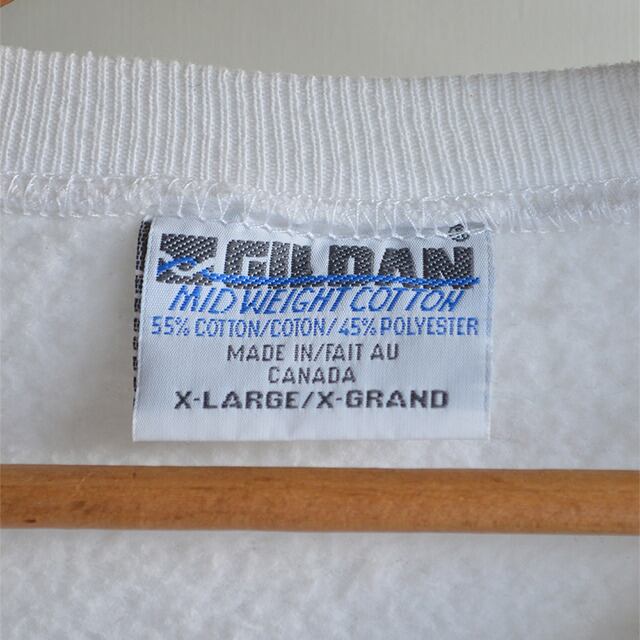 GILDAN®
MID WEIGHT COTTON
55% COTTON/COTON/45% POLYESTER
MADE IN/FAIT AU
CANADA
X-LARGE/X-GRAND